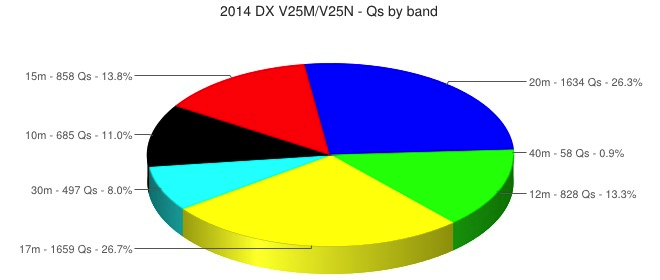 2014 DX V25M/V25N - Qs by band
15m - 858 Qs - 13.8%
20m - 1634 Qs - 26.3%
10m - 685 Qs - 11.0%
40m - 58 Qs - 0.9%
30m - 497 Qs - 8.0%
12m - 828 Qs - 13.3%
17m - 1659 Qs - 26.7%